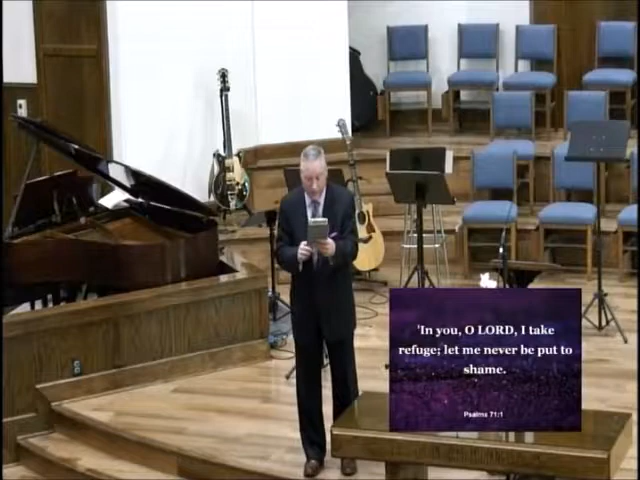 'In you, O LORD, I take
refuge; let me never be put to
shame.
Psalms 71:1